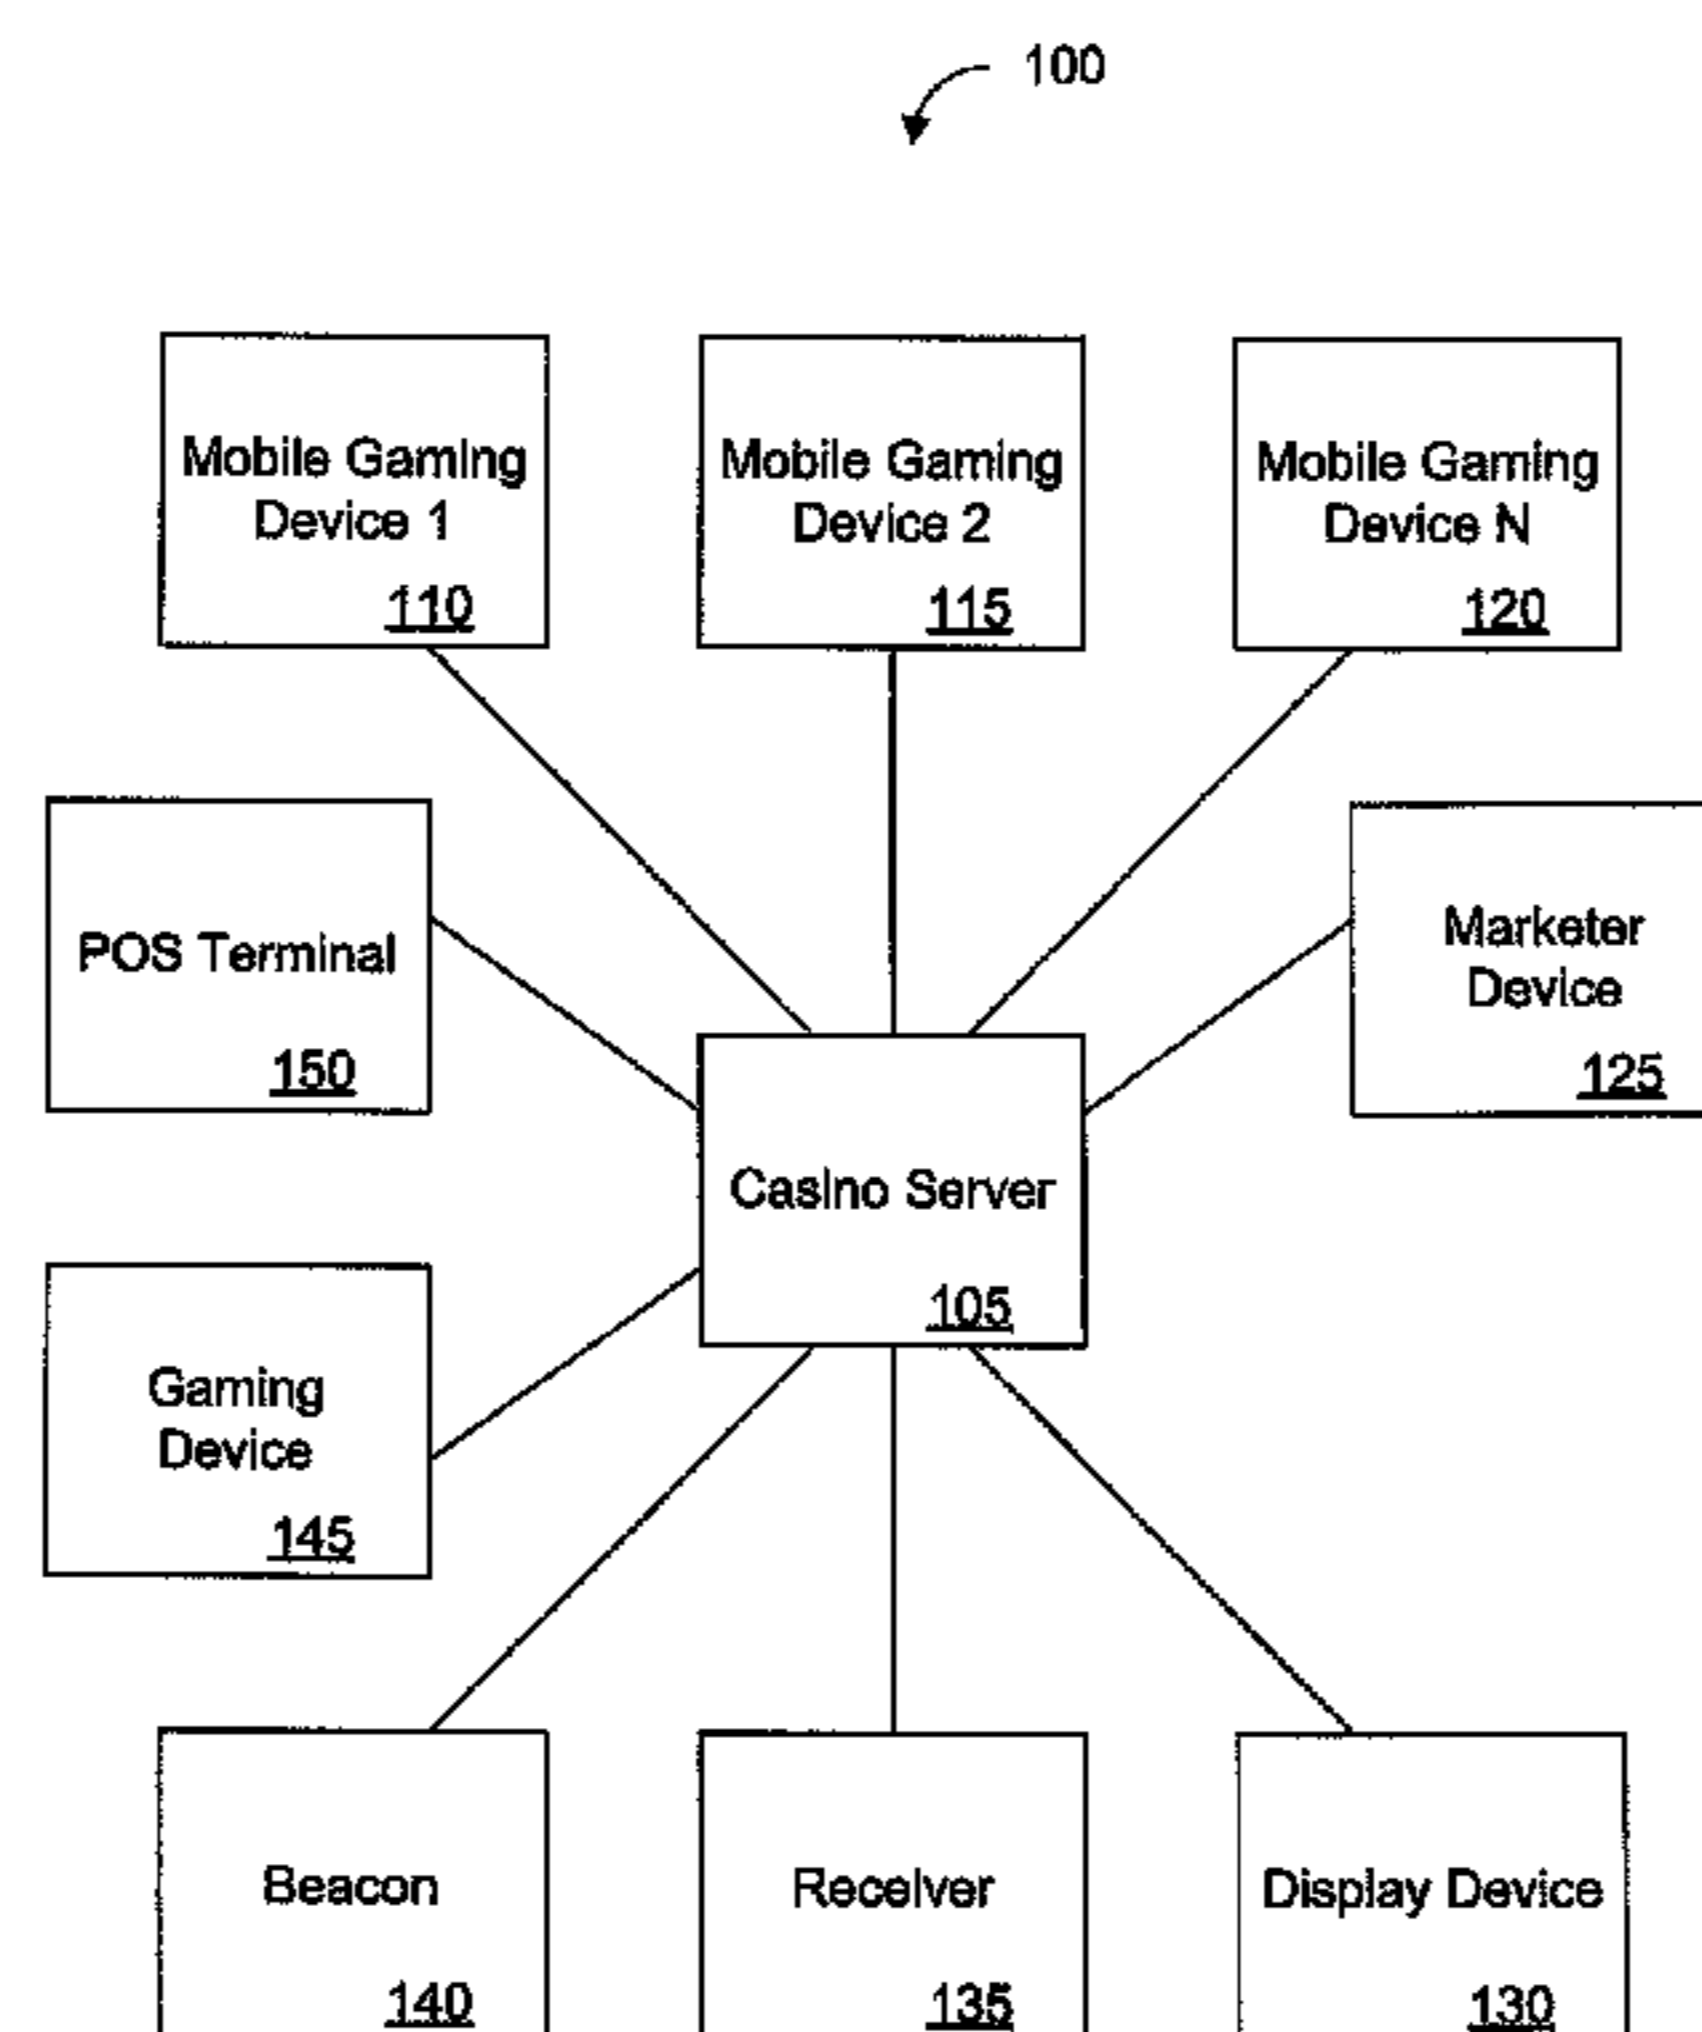 100
Mobile Gaming
Device 1
110
Mobile Gaming
Device 2
115
Mobile Gaming
Device N
120
POS Terminal
150
Marketer
Device
125
Casino Server
105
Gaming
Device
145
Beacon
140
Receiver
135
Display Device
130